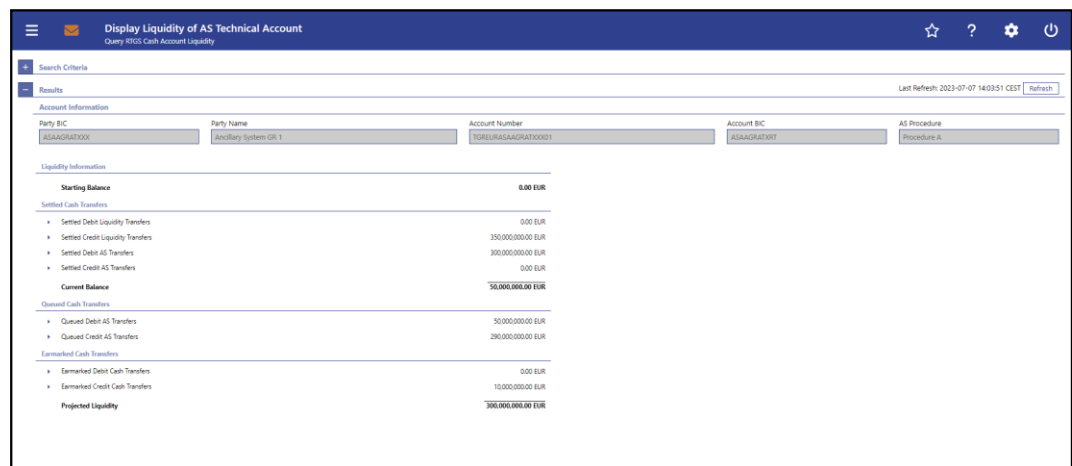 Display Liquidity of AS Technical Account
?
Query RTGS Cash Account Liquidity
+ Search Criteria
− Results Last Refresh: 2023-07-07 14:03:51 CEST Refresh
Account Information
Party BIC Party Name Account Number Account BIC AS Procedure
ASAAGRATXXX Ancillary System GR 1 TGREURASAAGRATXXX01 ASAAGRATXRT Procedure A
Liquidity Information
Starting Balance 0.00 EUR
Settled Cash Transfers
Settled Debit Liquidity Transfers 0.00 EUR
Settled Credit Liquidity Transfers 350,000,000.00 EUR
Settled Debit AS Transfers 300,000,000.00 EUR
Settled Credit AS Transfers 0.00 EUR
Current Balance 50,000,000.00 EUR
Queued Cash Transfers
Queued Debit AS Transfers 50,000,000.00 EUR
Queued Credit AS Transfers 290,000,000.00 EUR
Earmarked Cash Transfers
Earmarked Debit Cash Transfers 0.00 EUR
Earmarked Credit Cash Transfers 10,000,000.00 EUR
Projected Liquidity 300,000,000.00 EUR